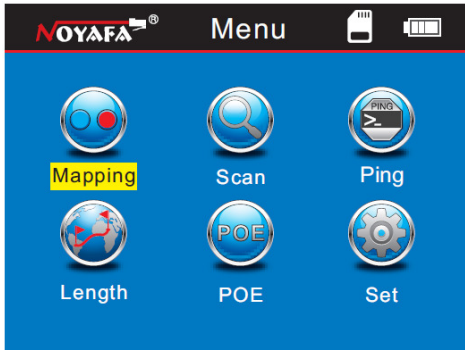 NOYAFA® Menu
PING
>_
Mapping Scan Ping
POE
Length POE Set